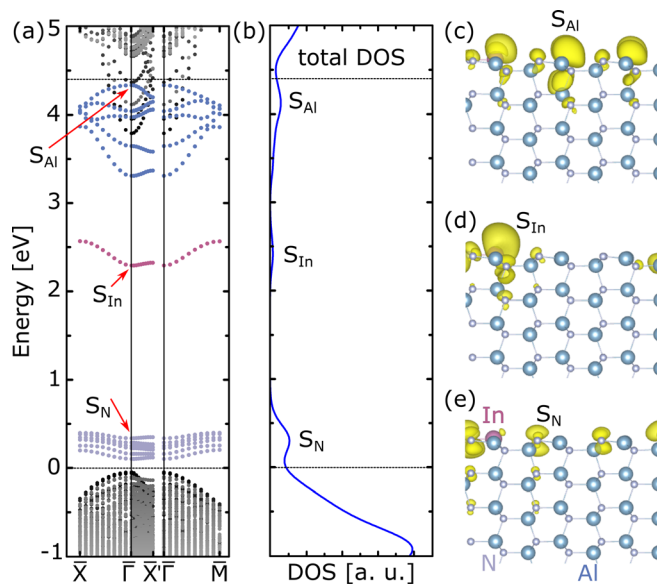 (a)
5
4
3
2
1
0
-1
Energy [eV]
S_Al
S_In
S_N
X̄ Γ̄ X̄' Γ̄ M̄
(b)
total DOS
S_Al
S_In
S_N
DOS [a. u.]
(c)
S_Al
(d)
S_In
(e)
In
S_N
N
Al